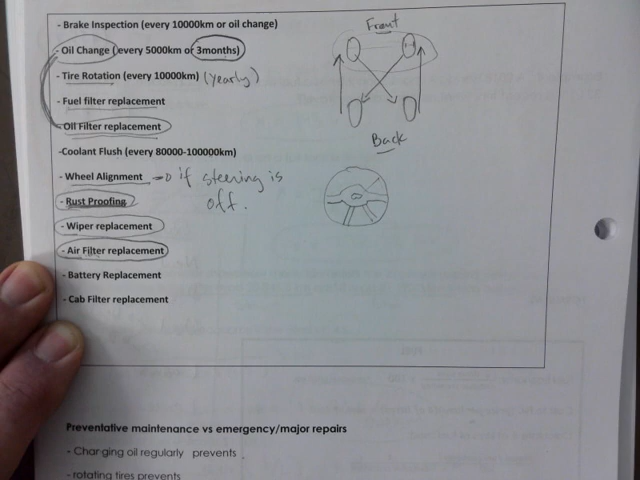 - Brake Inspection (every 10000km or oil change)
Front
- Oil Change (every 5000km or 3months)
- Tire Rotation (every 10000km) (yearly)
- Fuel filter replacement
- Oil Filter replacement
Back
-Coolant Flush (every 80000-100000km)
- Wheel Alignment → if steering is off.
- Rust Proofing
- Wiper replacement
- Air Filter replacement
- Battery Replacement
- Cab Filter replacement
Preventative maintenance vs emergency/major repairs
- Changing oil regularly prevents .
- rotating tires prevents